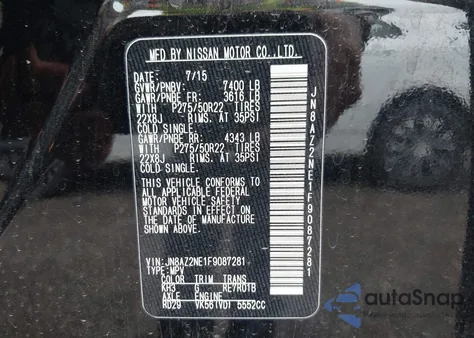 MFD BY NISSAN MOTOR CO.,LTD.
DATE: 7/15
GVWR/PNBV: 7400 LB
GAWR/PNBE FR: 3616 LB
WITH P275/50R22 TIRES
22X8J RIMS. AT 35PSI
COLD SINGLE.
GAWR/PNBE RR: 4343 LB
WITH P275/50R22 TIRES
22X8J RIMS. AT 35PSI
COLD SINGLE.
THIS VEHICLE CONFORMS TO
ALL APPLICABLE FEDERAL
MOTOR VEHICLE SAFETY
STANDARDS IN EFFECT ON
THE DATE OF MANUFACTURE
SHOWN ABOVE.
VIN: JN8AZ2NE1F9087281
TYPE:MPV
COLOR TRIM TRANS
KH3 G RE7R01B
AXLE ENGINE
RD29 VK56(VD) 5552CC
JN8AZ2NE1F9087281
autoSnap